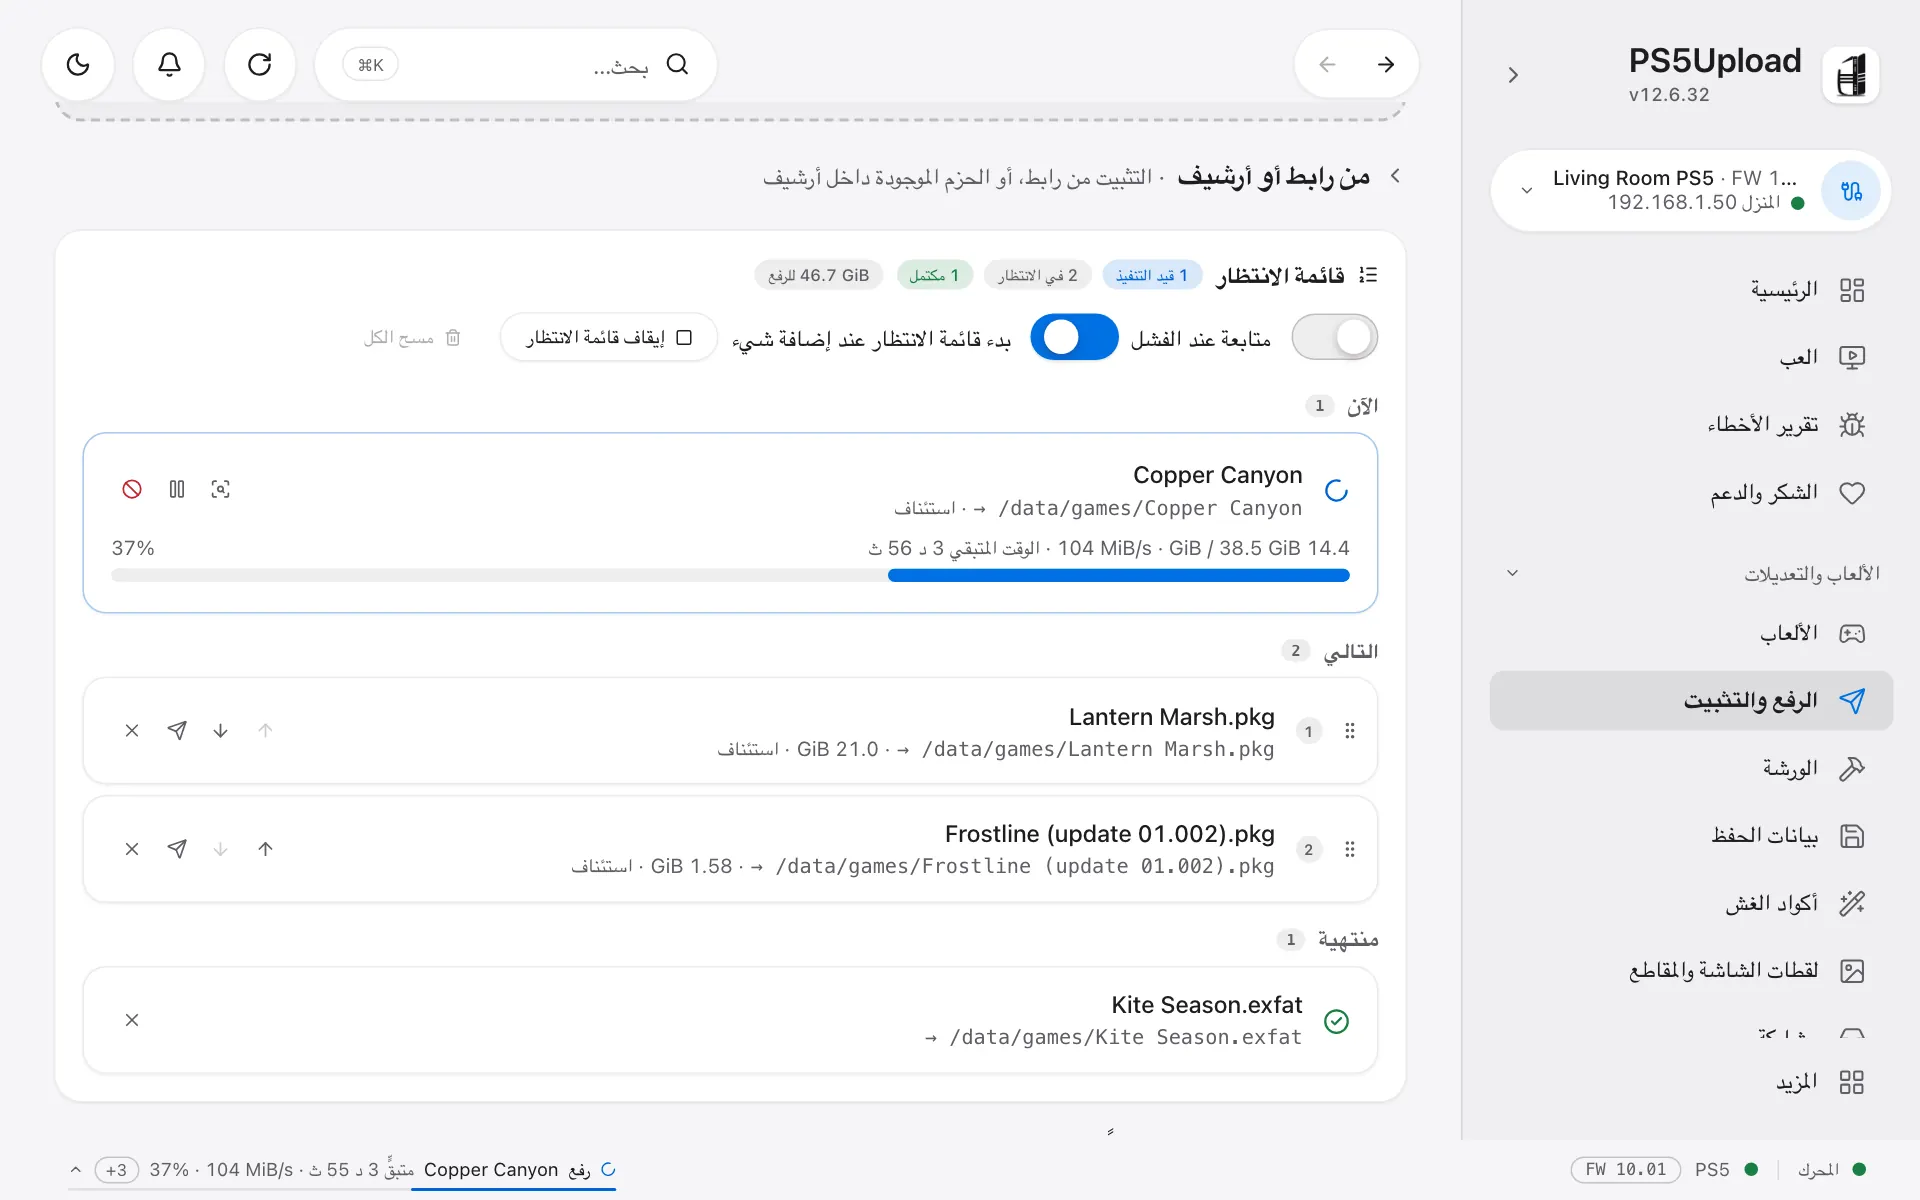 PS5Upload
v12.6.32
Living Room PS5 · FW 1...
المنزل 192.168.1.50
الرئيسية
العب
تقرير الأخطاء
الشكر والدعم
الألعاب والتعديلات
الألعاب
الرفع والتثبيت
الورشة
بيانات الحفظ
أكواد الغش
لقطات الشاشة والمقاطع
المزيد
بحث...
⌘K
من رابط أو أرشيف · التثبيت من رابط، أو الحزم الموجودة داخل أرشيف
قائمة الانتظار 1 قيد التنفيذ 2 في الانتظار 1 مكتمل 46.7 GiB للرفع
متابعة عند الفشل بدء قائمة الانتظار عند إضافة شيء إيقاف قائمة الانتظار مسح الكل
الآن 1
Copper Canyon
→ /data/games/Copper Canyon · استئناف
14.4 GiB / 38.5 GiB · 104 MiB/s · الوقت المتبقي 3 د 56 ث 37%
التالي 2
1 Lantern Marsh.pkg
→ /data/games/Lantern Marsh.pkg · 21.0 GiB · استئناف
2 Frostline (update 01.002).pkg
→ /data/games/Frostline (update 01.002).pkg · 1.58 GiB · استئناف
منتهية 1
Kite Season.exfat
→ /data/games/Kite Season.exfat
المحرك PS5 FW 10.01
رفع Copper Canyon متبقٍّ 3 د 55 ث · 104 MiB/s · 37% +3